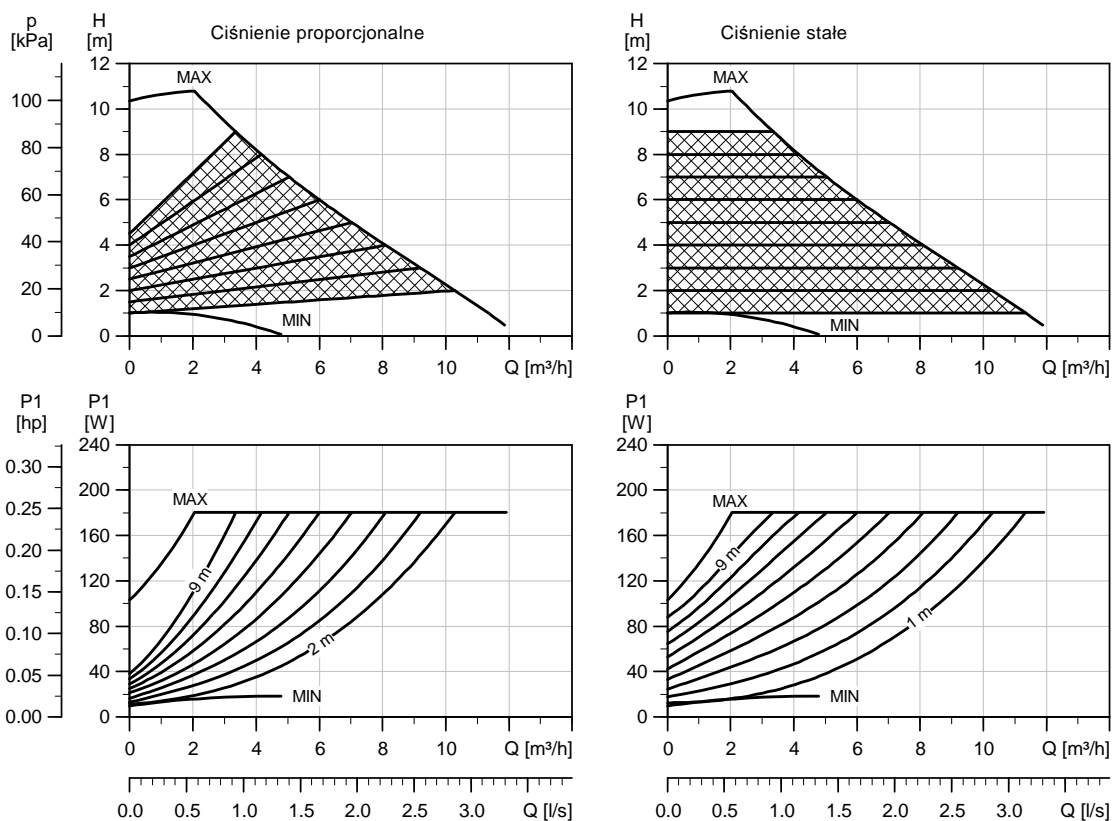 p H Ciśnienie proporcjonalne H Ciśnienie stałe
[kPa] [m] [m]
12 12
MAX MAX
100 10 10
80 8 8
60 6 6
40 4 4
20 2 2
MIN MIN
0 0 0
0 2 4 6 8 10 Q [m³/h] 0 2 4 6 8 10 Q [m³/h]
P1 P1 P1
[hp] [W] [W]
240 240
0.30
200 200
MAX MAX
0.25
160 160
0.20
9 m 9 m
120 120
0.15
0.10 80 80
2 m 1 m
0.05 40 40
MIN MIN
0.00 0 0
0 2 4 6 8 10 Q [m³/h] 0 2 4 6 8 10 Q [m³/h]
0.0 0.5 1.0 1.5 2.0 2.5 3.0 Q [l/s] 0.0 0.5 1.0 1.5 2.0 2.5 3.0 Q [l/s]